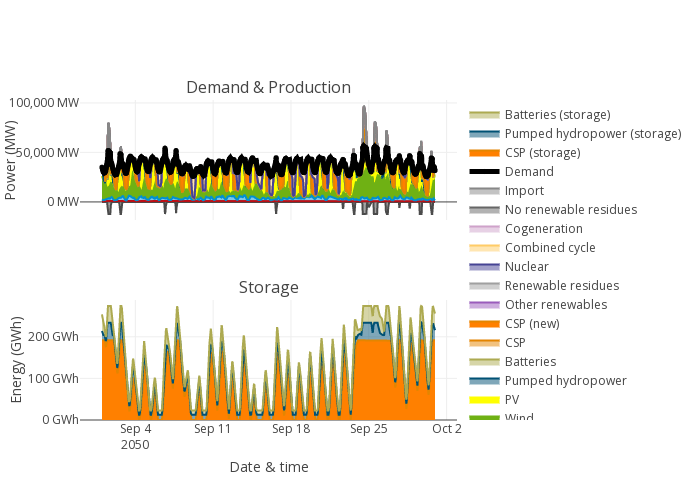 Demand & Production
100,000 MW
50,000 MW
0 MW
Power (MW)
Storage
200 GWh
100 GWh
0 GWh
Energy (GWh)
Sep 4
2050
Sep 11
Sep 18
Sep 25
Oct 2
Date & time
Batteries (storage)
Pumped hydropower (storage)
CSP (storage)
Demand
Import
No renewable residues
Cogeneration
Combined cycle
Nuclear
Renewable residues
Other renewables
CSP (new)
CSP
Batteries
Pumped hydropower
PV
Wind